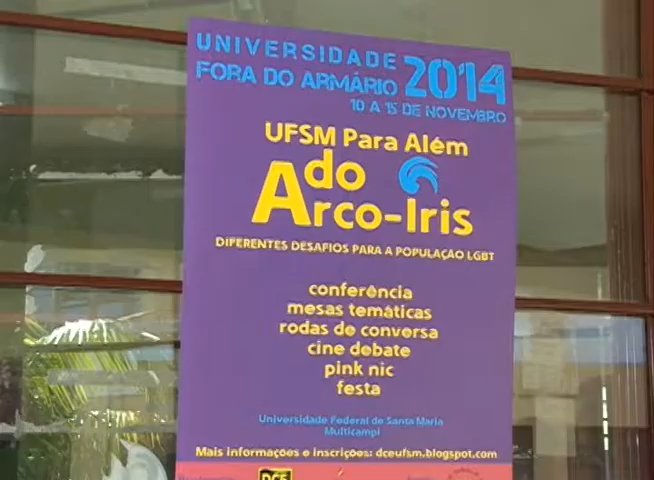 UNIVERSIDADE
FORA DO ARMÁRIO 2014
10 A 15 DE NOVEMBRO
UFSM Para Além
do
Arco-Iris
DIFERENTES DESAFIOS PARA A POPULAÇÃO LGBT
conferência
mesas temáticas
rodas de conversa
cine debate
pink nic
festa
Universidade Federal de Santa Maria
Multicampi
Mais informações e inscrições: dceufsm.blogspot.com
DCE